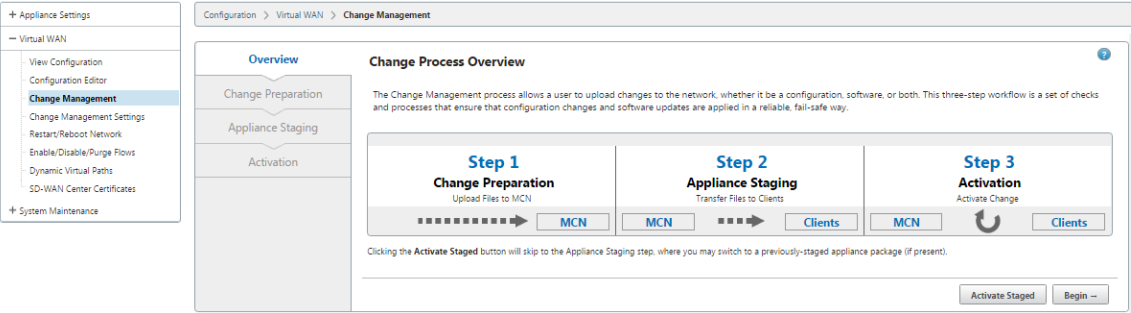 + Appliance Settings
− Virtual WAN
View Configuration
Configuration Editor
Change Management
Change Management Settings
Restart/Reboot Network
Enable/Disable/Purge Flows
Dynamic Virtual Paths
SD-WAN Center Certificates
+ System Maintenance
Configuration > Virtual WAN > Change Management
Overview
Change Preparation
Appliance Staging
Activation
Change Process Overview
?
The Change Management process allows a user to upload changes to the network, whether it be a configuration, software, or both. This three-step workflow is a set of checks
and processes that ensure that configuration changes and software updates are applied in a reliable, fail-safe way.
Step 1
Change Preparation
Upload Files to MCN
MCN
Step 2
Appliance Staging
Transfer Files to Clients
MCN Clients
Step 3
Activation
Activate Change
MCN Clients
Clicking the Activate Staged button will skip to the Appliance Staging step, where you may switch to a previously-staged appliance package (if present).
Activate Staged Begin →